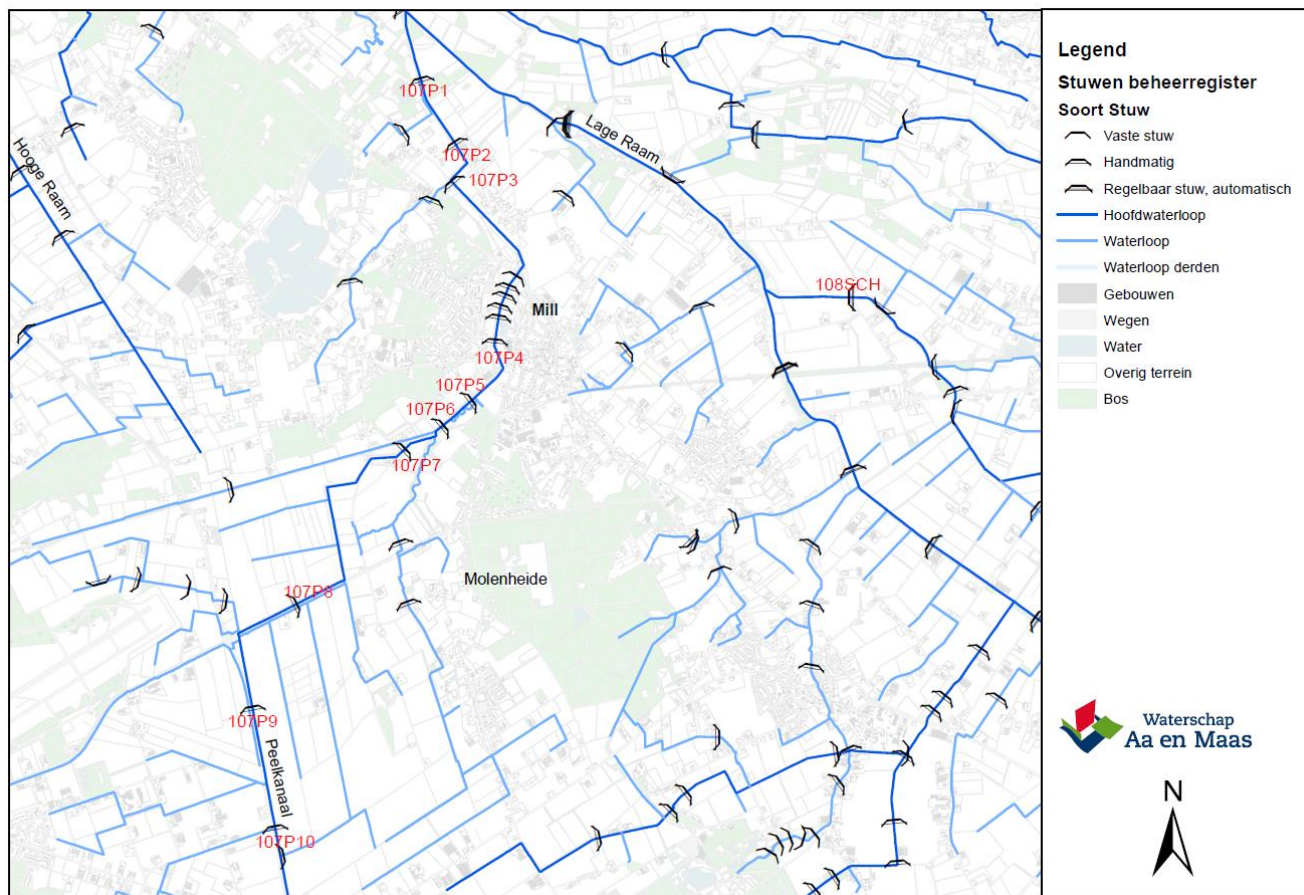 107P1
107P2
107P3
Lage Raam
Hooge Raam
108SCH
Mill
107P4
107P5
107P6
107P7
Molenheide
107P8
107P9
Peelkanaal
107P10
Legend
Stuwen beheerregister
Soort Stuw
Vaste stuw
Handmatig
Regelbaar stuw, automatisch
Hoofdwaterloop
Waterloop
Waterloop derden
Gebouwen
Wegen
Water
Overig terrein
Bos
Waterschap
Aa en Maas
N